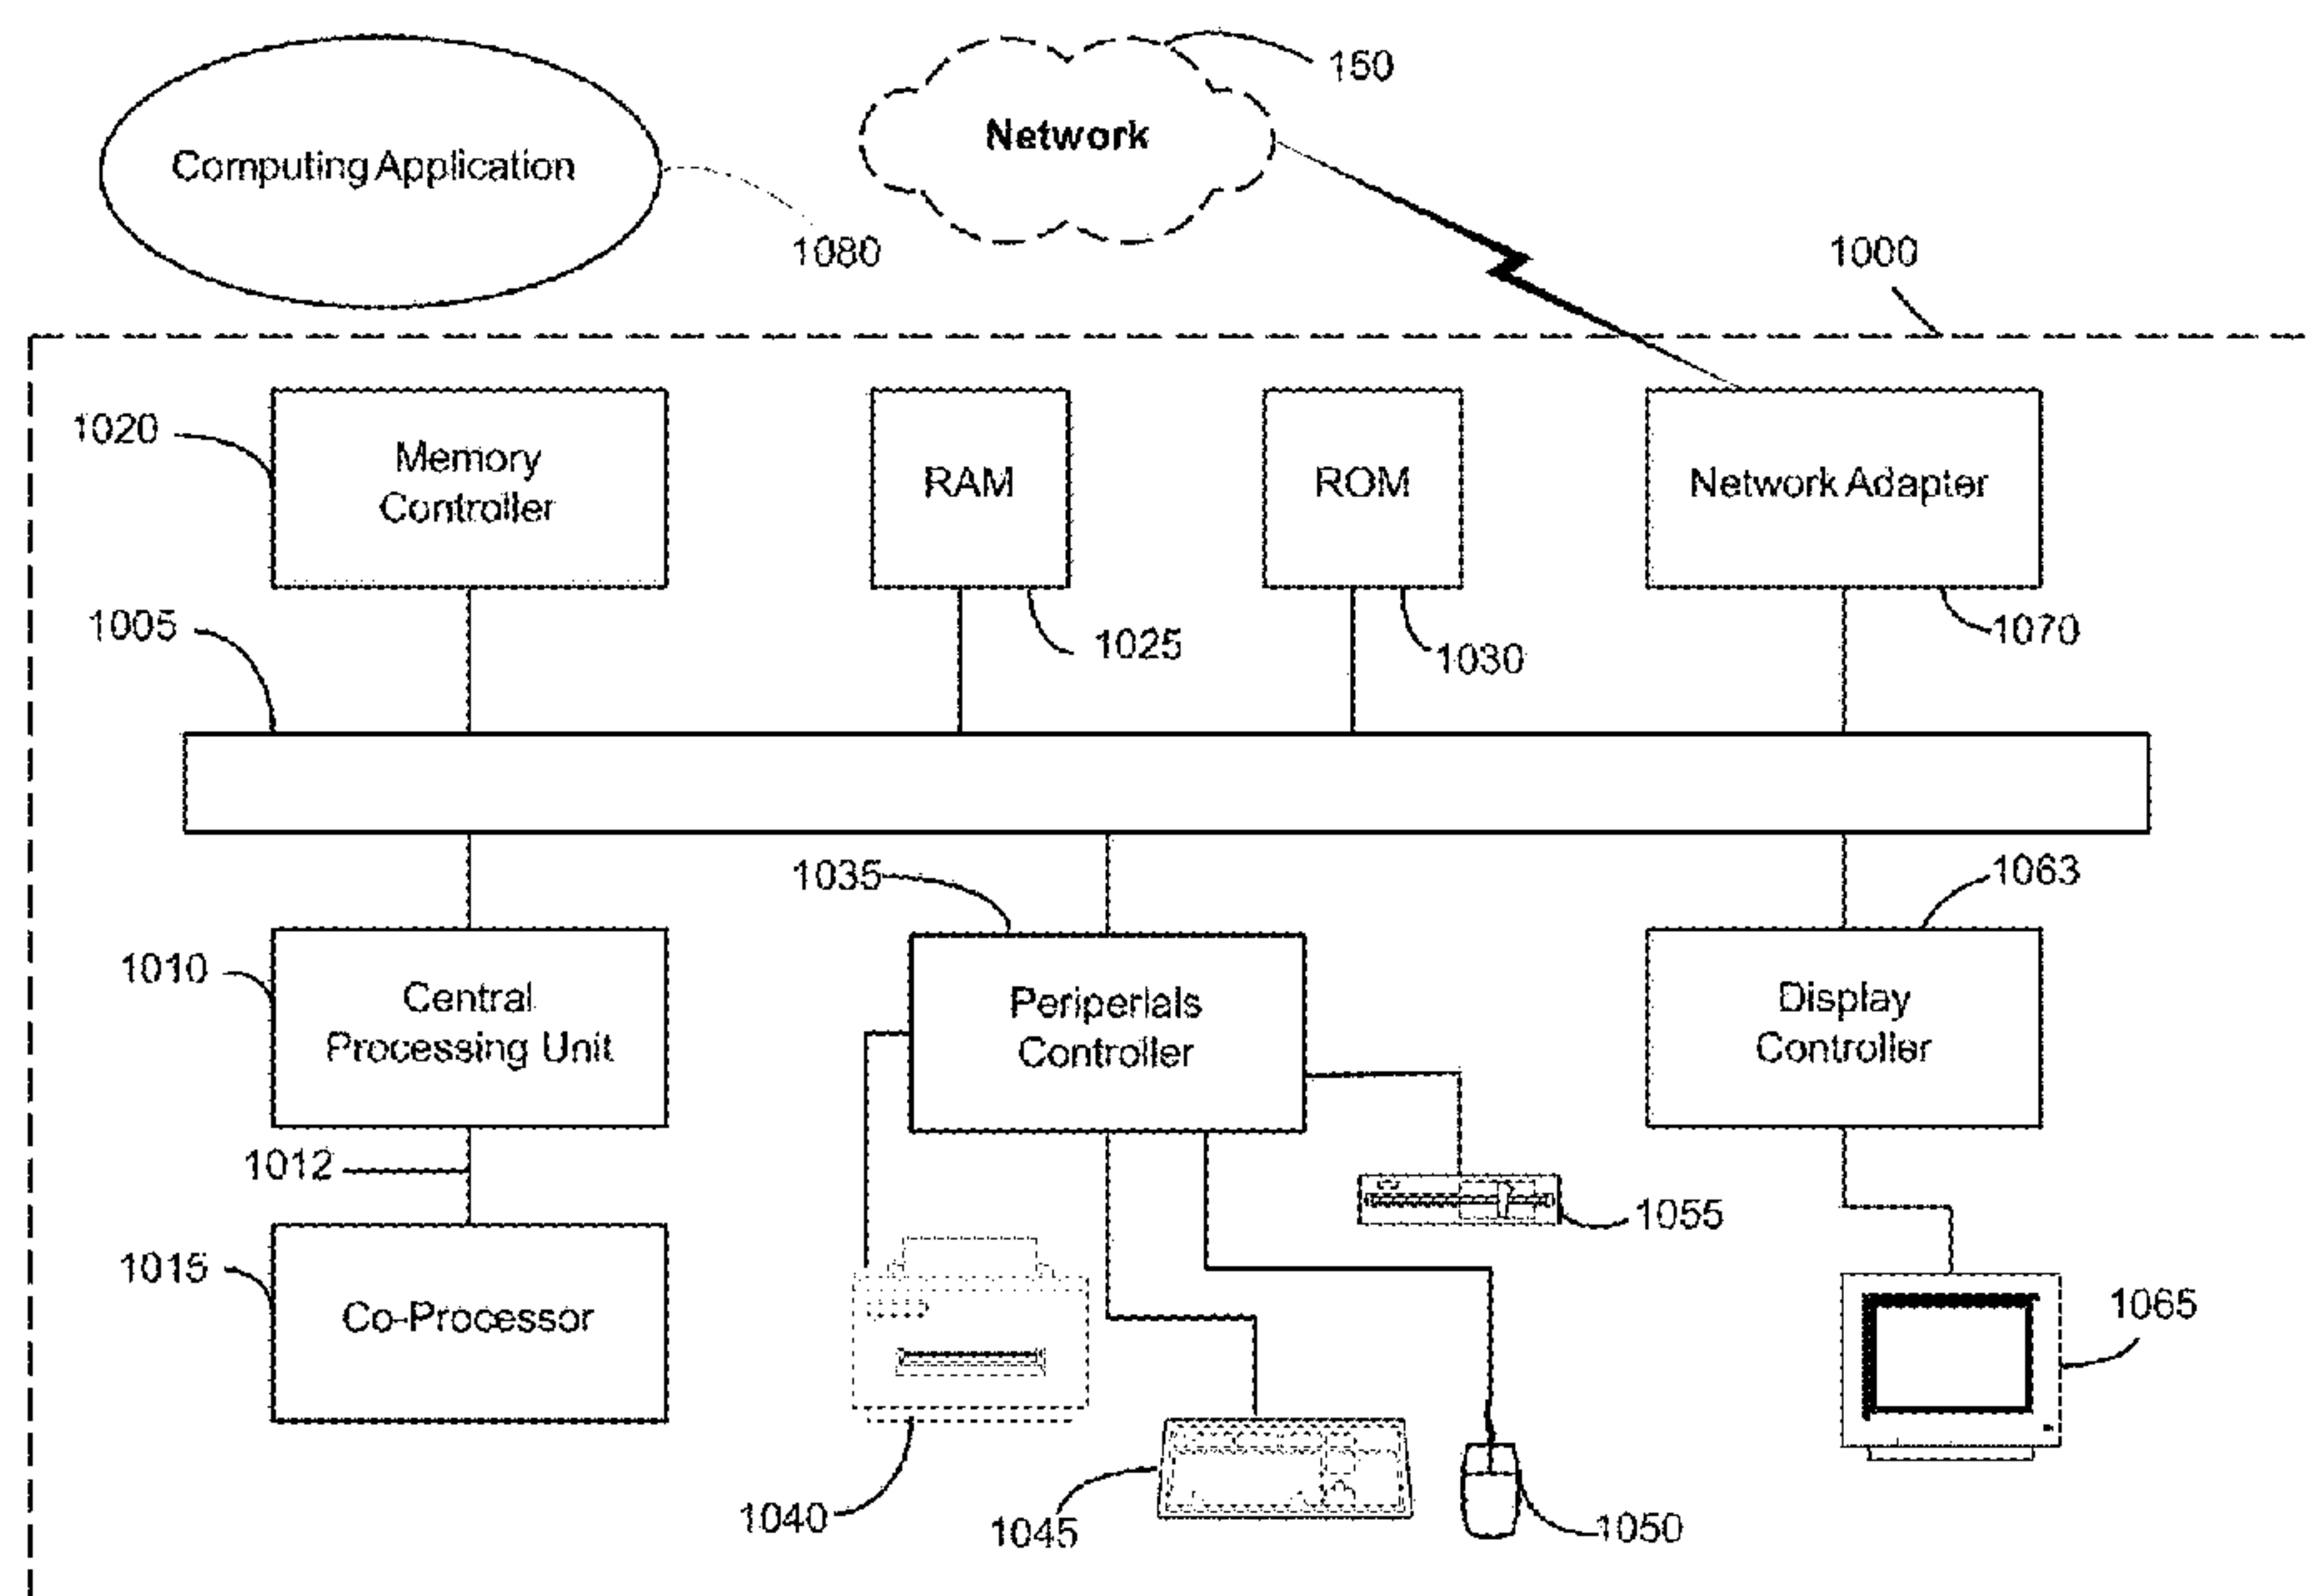 150
Network
Computing Application
1080
1000
1020
Memory
Controller
RAM
ROM
Network Adapter
1005
1025
1030
1070
1035
1063
1010
Central
Processing Unit
Periperials
Controller
Display
Controller
1012
1055
1015
Co-Processor
1065
1040
1045
1050